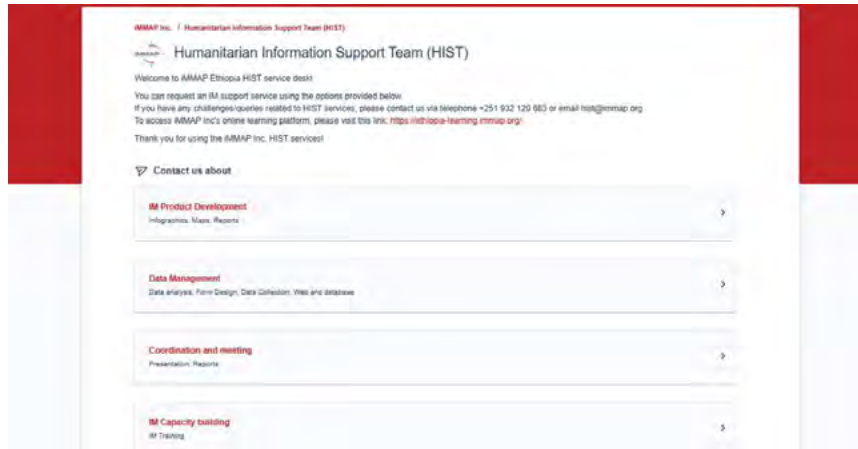 iMMAP Inc. / Humanitarian Information Support Team (HIST)
Humanitarian Information Support Team (HIST)
Welcome to iMMAP Ethiopia HIST service desk!
You can request an IM support service using the options provided below.
If you have any challenges/queries related to HIST services, please contact us via telephone +251 932 120 683 or email hist@immap.org
To access iMMAP Inc's online learning platform, please visit this link: https://ethiopia-learning.immap.org/
Thank you for using the iMMAP Inc. HIST services!
Contact us about
IM Product Development
Infographics, Maps, Reports
Data Management
Data analysis, Form Design, Data Collection, Web and database
Coordination and meeting
Presentation, Reports
IM Capacity building
IM Training